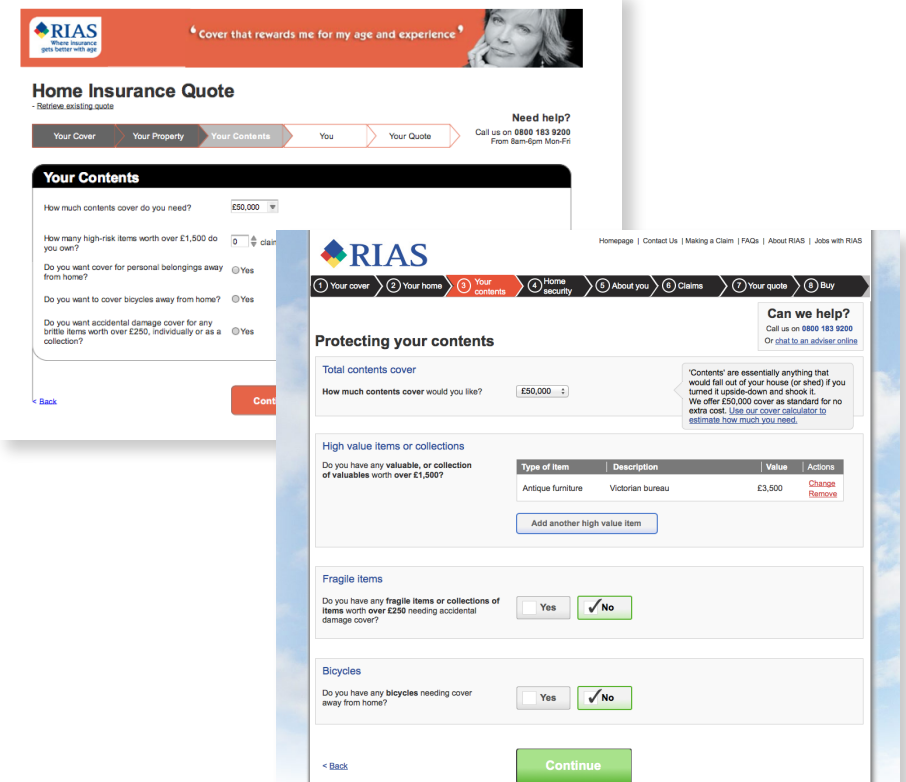 RIAS
Where insurance
gets better with age
‘ Cover that rewards me for my age and experience ’
Home Insurance Quote
- Retrieve existing quote
Need help?
Call us on 0800 183 9200
From 8am-6pm Mon-Fri
Your Cover
Your Property
Your Contents
You
Your Quote
Your Contents
How much contents cover do you need?
£50,000
How many high-risk items worth over £1,500 do
you own?
0
Do you want cover for personal belongings away
from home?
Yes
Do you want to cover bicycles away from home?
Yes
Do you want accidental damage cover for any
brittle items worth over £250, individually or as a
collection?
Yes
< Back
RIAS
Homepage | Contact Us | Making a Claim | FAQs | About RIAS | Jobs with RIAS
1 Your cover
2 Your home
3 Your
contents
4 Home
security
5 About you
6 Claims
7 Your quote
8 Buy
Can we help?
Call us on 0800 183 9200
Or chat to an adviser online
Protecting your contents
Total contents cover
How much contents cover would you like?
£50,000
'Contents' are essentially anything that
would fall out of your house (or shed) if you
turned it upside-down and shook it.
We offer £50,000 cover as standard for no
extra cost. Use our cover calculator to
estimate how much you need.
High value items or collections
Do you have any valuable, or collection
of valuables worth over £1,500?
Type of item | Description | Value | Actions
Antique furniture Victorian bureau £3,500 Change
Remove
Add another high value item
Fragile items
Do you have any fragile items or collections of
items worth over £250 needing accidental
damage cover?
Yes
No
Bicycles
Do you have any bicycles needing cover
away from home?
Yes
No
< Back
Continue